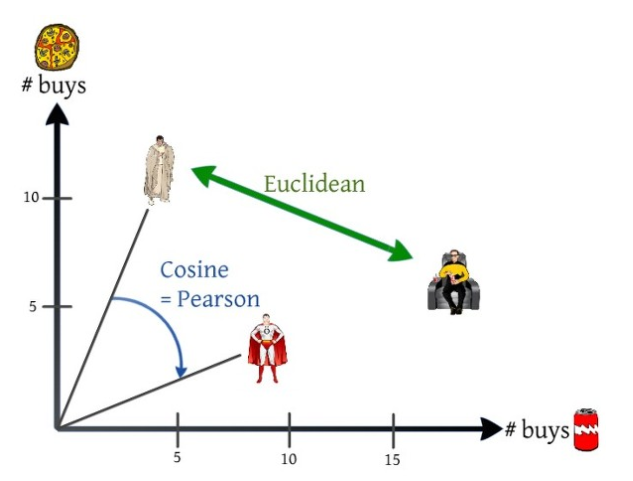 # buys
Euclidean
10
Cosine
= Pearson
5
# buys
5
10
15